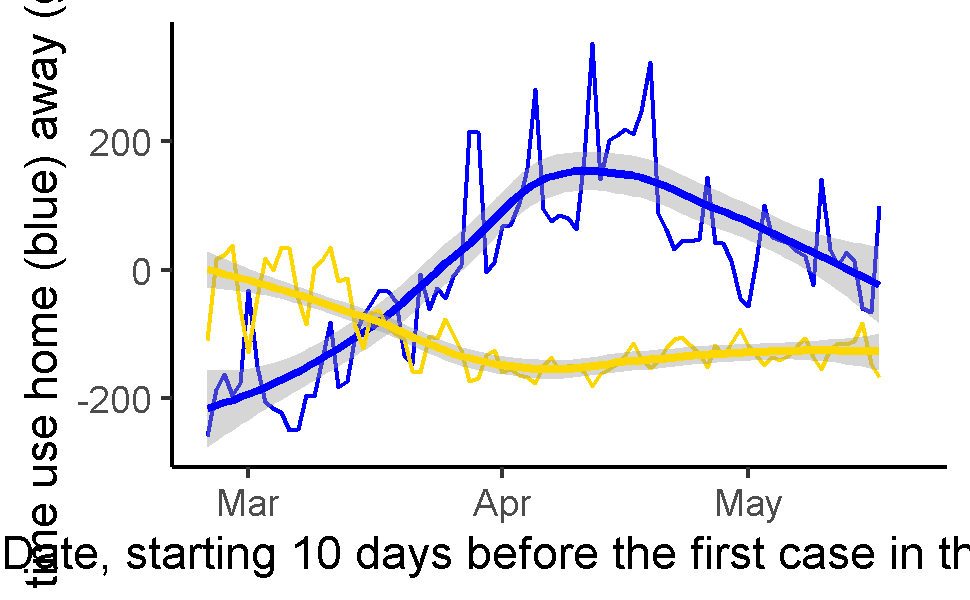 time use home (blue) away (
200
0
-200
Mar Apr May
Date, starting 10 days before the first case in th